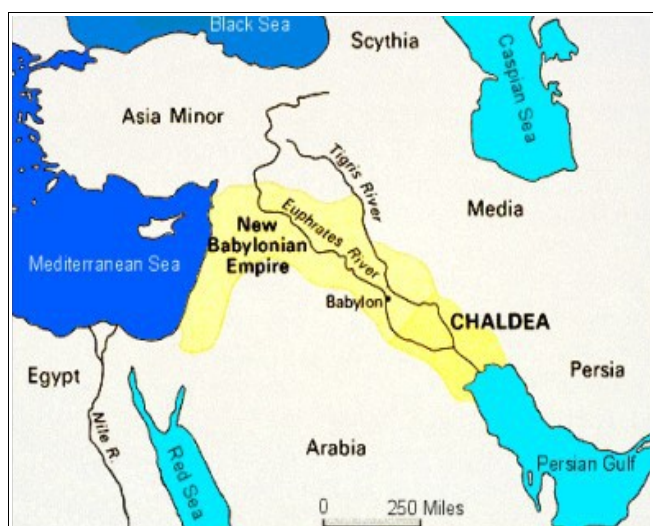 Black Sea
Scythia
Caspian Sea
Asia Minor
Tigris River
Media
Euphrates River
New
Babylonian
Empire
Mediterranean Sea
Babylon
CHALDEA
Egypt
Persia
Nile R.
Red Sea
Arabia
Persian Gulf
0 250 Miles